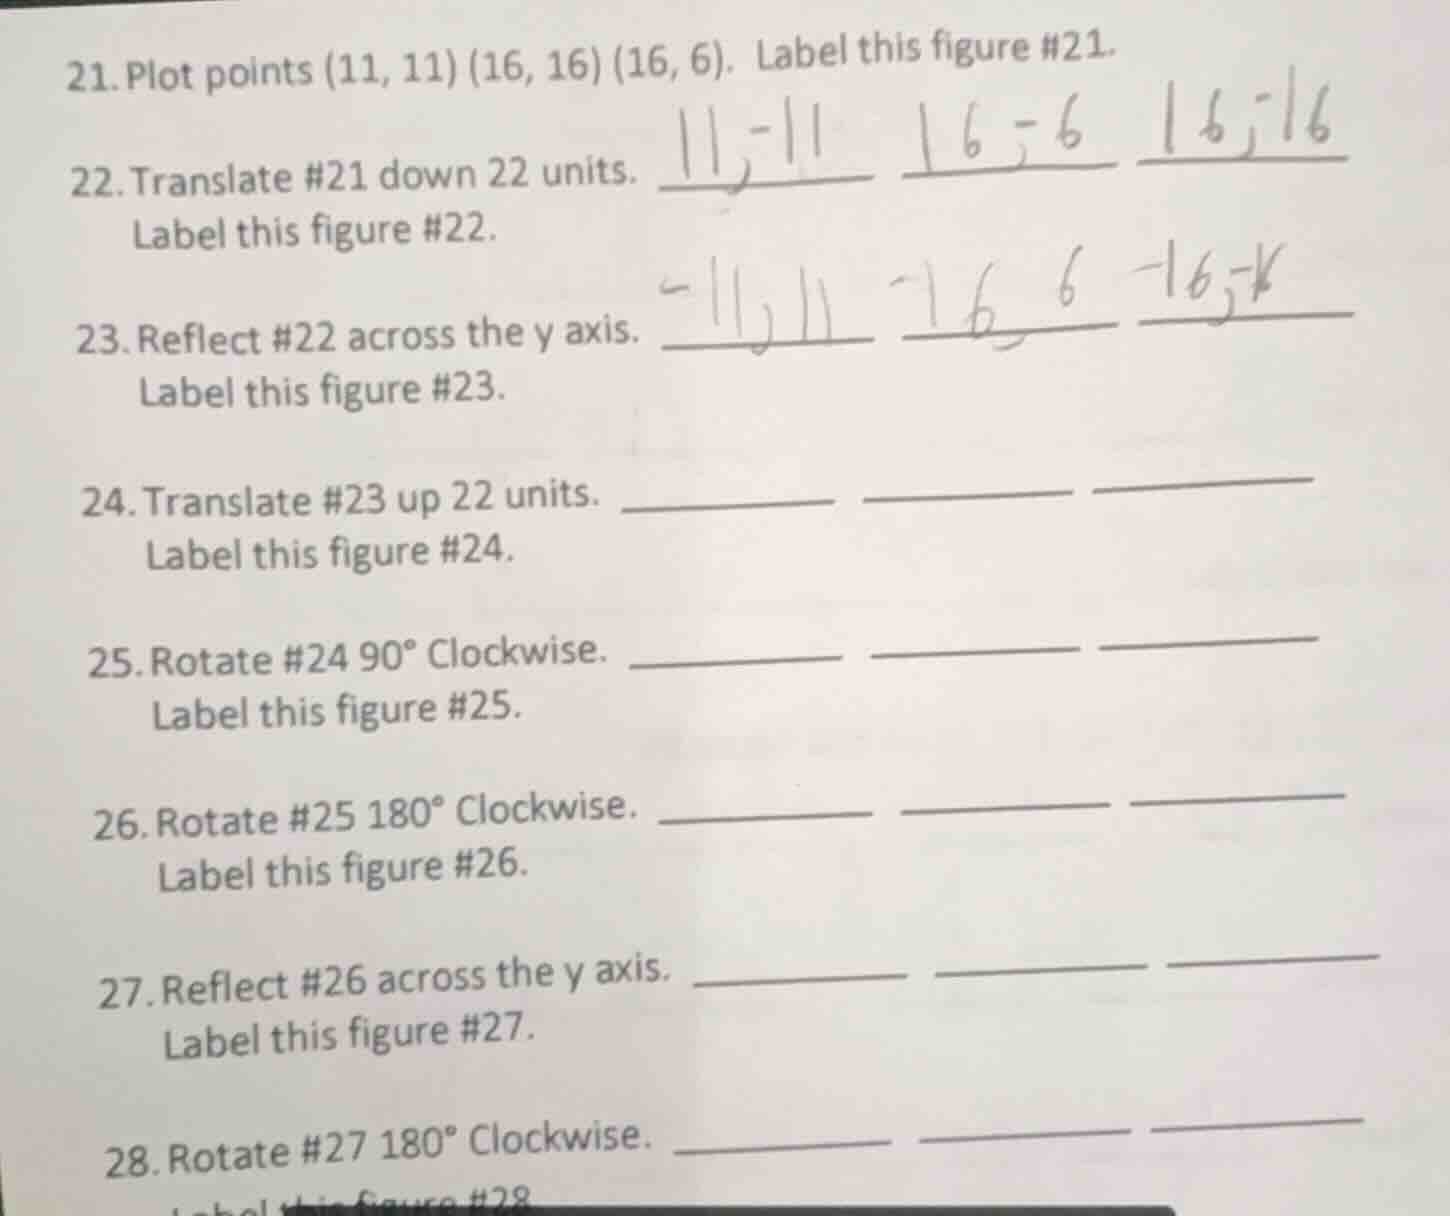 21. Plot points (11, 11) (16, 16) (16, 6). Label this figure #21.
22. Translate #21 down 22 units. 11,-11 16,-6 16,-16
Label this figure #22.
23. Reflect #22 across the y axis. -11,11 -16, 6 -16,-
Label this figure #23.
24. Translate #23 up 22 units.
Label this figure #24.
25. Rotate #24 90° Clockwise.
Label this figure #25.
26. Rotate #25 180° Clockwise.
Label this figure #26.
27. Reflect #26 across the y axis.
Label this figure #27.
28. Rotate #27 180° Clockwise.
Label this figure #28